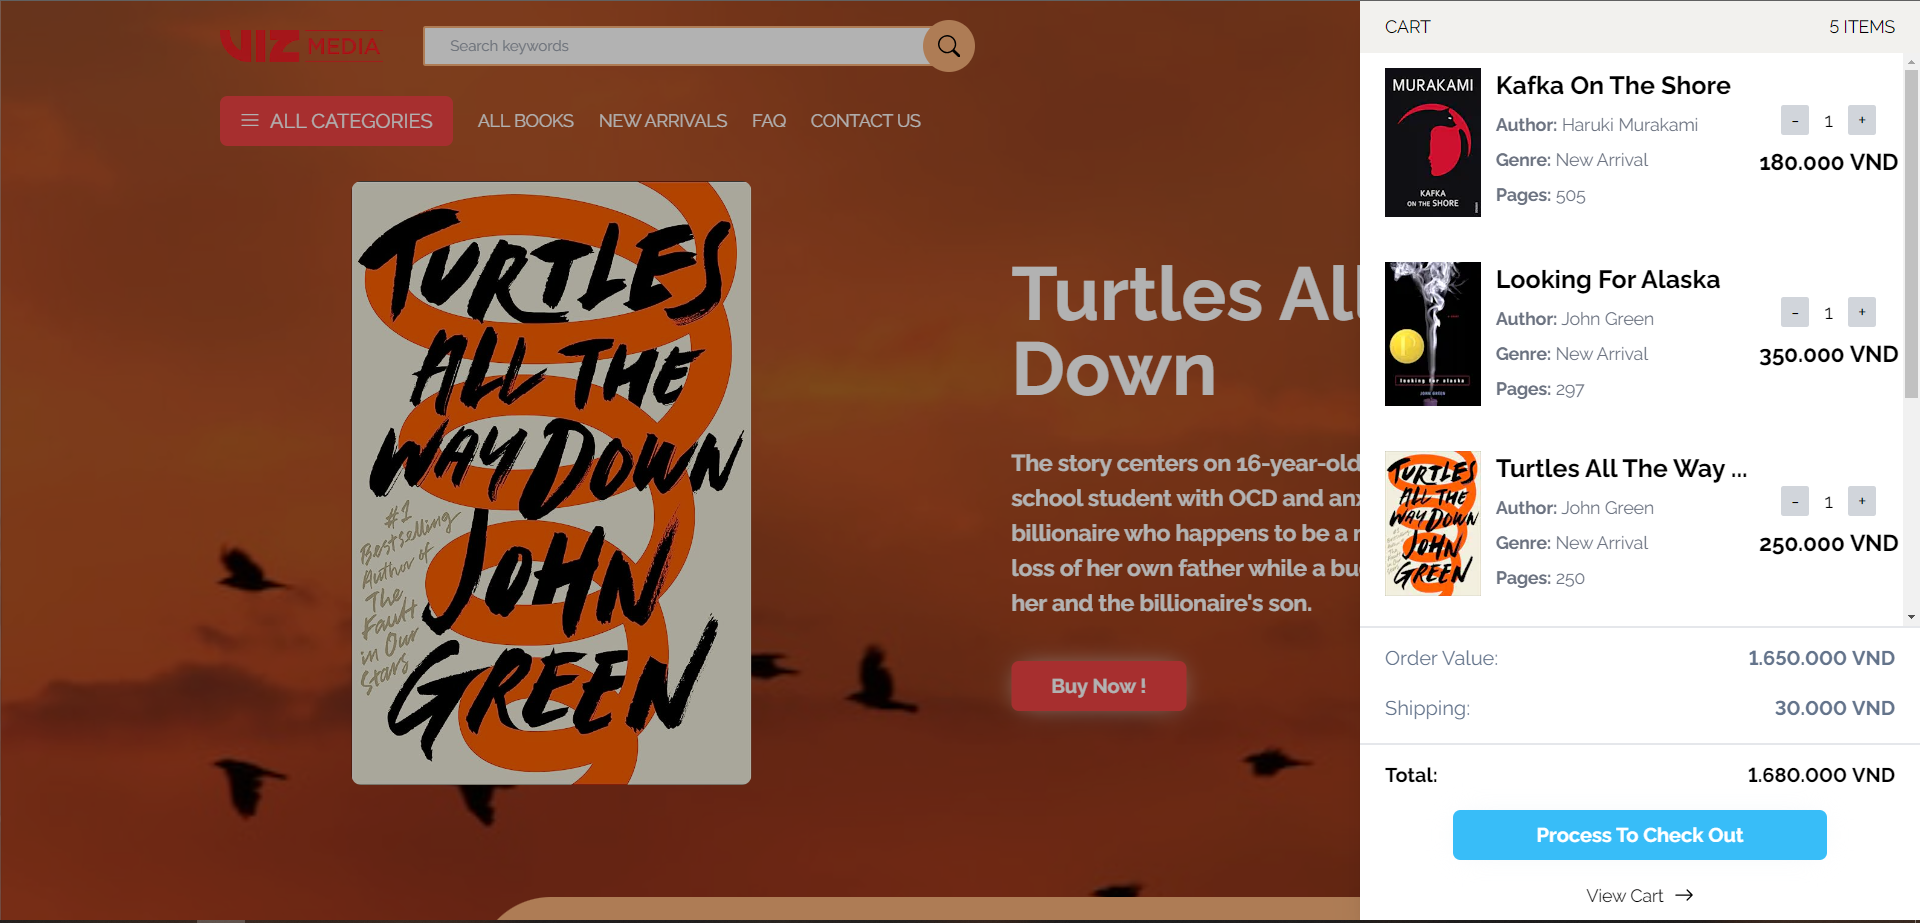 VIZ MEDIA
Search keywords
ALL CATEGORIES
ALL BOOKS
NEW ARRIVALS
FAQ
CONTACT US
TURTLES
ALL THE
WAY DOWN
JOHN
GREEN
#1
Bestselling
Author of
The
Fault
in Our
Stars
Turtles All
Down
The story centers on 16-year-old
school student with OCD and anx
billionaire who happens to be a r
loss of her own father while a bu
her and the billionaire's son.
Buy Now !
CART
5 ITEMS
MURAKAMI
KAFKA
ON THE SHORE
Kafka On The Shore
Author: Haruki Murakami
Genre: New Arrival
Pages: 505
- 1 +
180.000 VND
looking for alaska
JOHN GREEN
Looking For Alaska
Author: John Green
Genre: New Arrival
Pages: 297
- 1 +
350.000 VND
TURTLES
ALL THE
WAY DOWN
JOHN
GREEN
Turtles All The Way ...
Author: John Green
Genre: New Arrival
Pages: 250
- 1 +
250.000 VND
Order Value: 1.650.000 VND
Shipping: 30.000 VND
Total: 1.680.000 VND
Process To Check Out
View Cart →